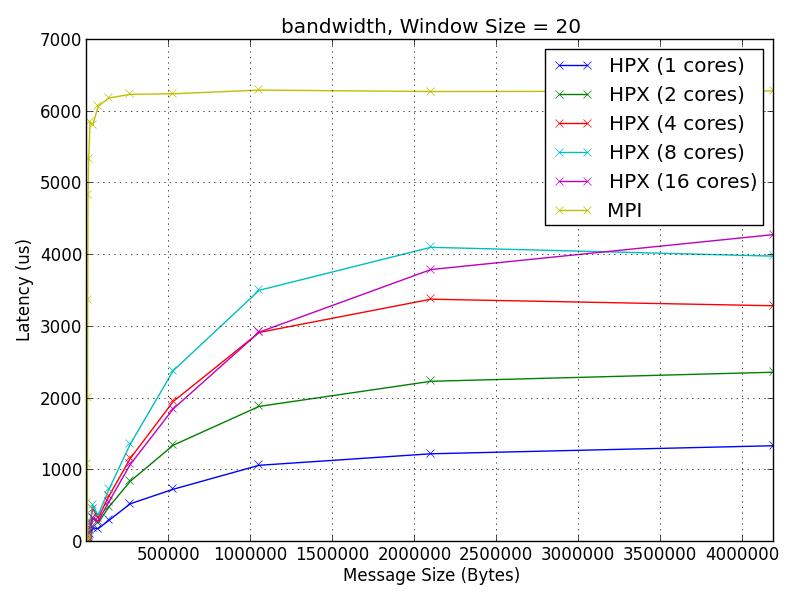 bandwidth, Window Size = 20
7000
6000
5000
4000
3000
2000
1000
0
Latency (us)
HPX (1 cores)
HPX (2 cores)
HPX (4 cores)
HPX (8 cores)
HPX (16 cores)
MPI
500000 1000000 1500000 2000000 2500000 3000000 3500000 4000000
Message Size (Bytes)